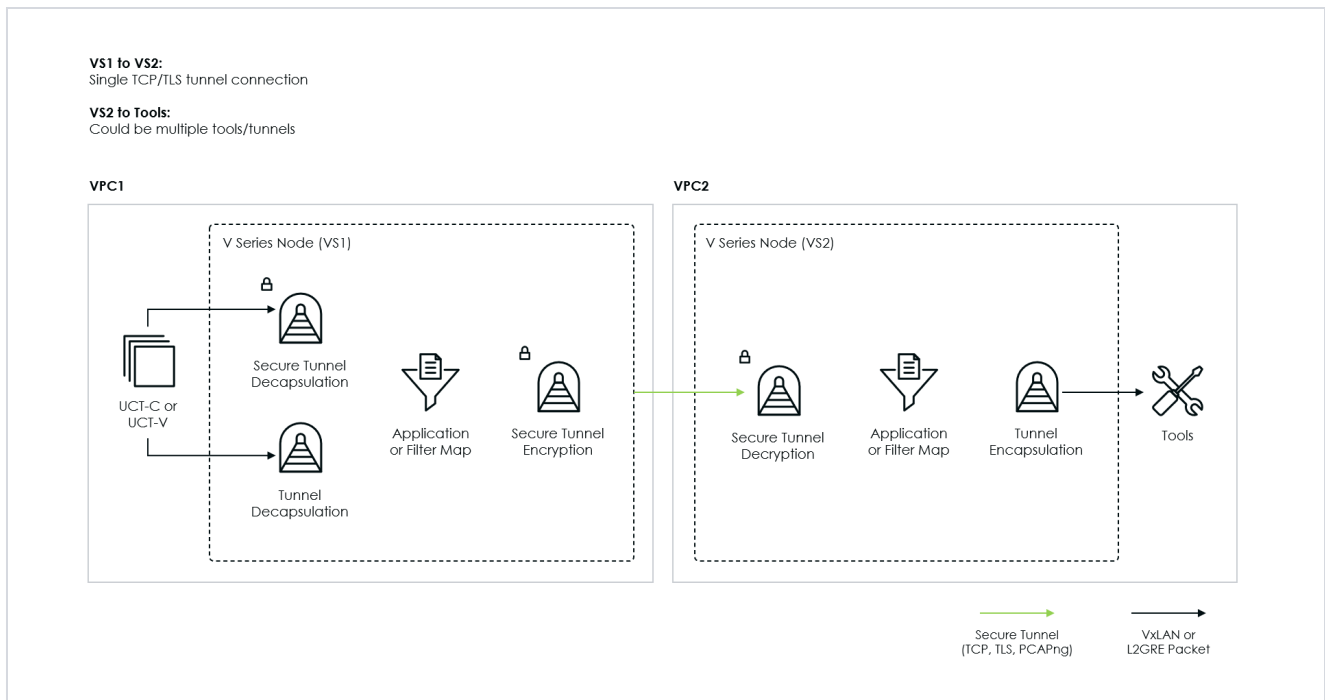 VS1 to VS2:
Single TCP/TLS tunnel connection
VS2 to Tools:
Could be multiple tools/tunnels
VPC1
VPC2
V Series Node (VS1)
V Series Node (VS2)
Secure Tunnel
Decapsulation
UCT-C or
UCT-V
Application
or Filter Map
Secure Tunnel
Encryption
Tunnel
Decapsulation
Secure Tunnel
Decryption
Application
or Filter Map
Tunnel
Encapsulation
Tools
Secure Tunnel
(TCP, TLS, PCAPng)
VxLAN or
L2GRE Packet